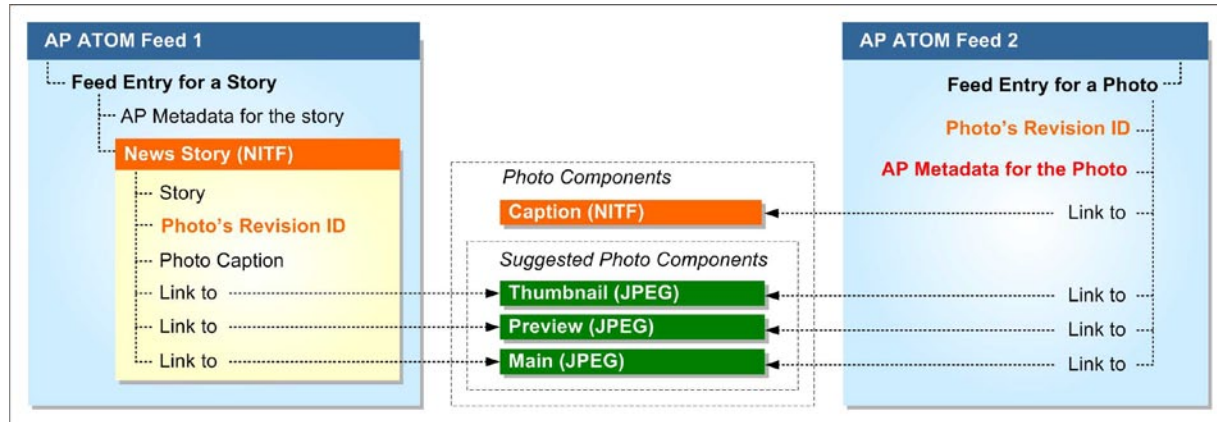 AP ATOM Feed 1
Feed Entry for a Story
AP Metadata for the story
News Story (NITF)
Story
Photo's Revision ID
Photo Caption
Link to
Link to
Link to
Photo Components
Caption (NITF)
Suggested Photo Components
Thumbnail (JPEG)
Preview (JPEG)
Main (JPEG)
AP ATOM Feed 2
Feed Entry for a Photo
Photo's Revision ID
AP Metadata for the Photo
Link to
Link to
Link to
Link to